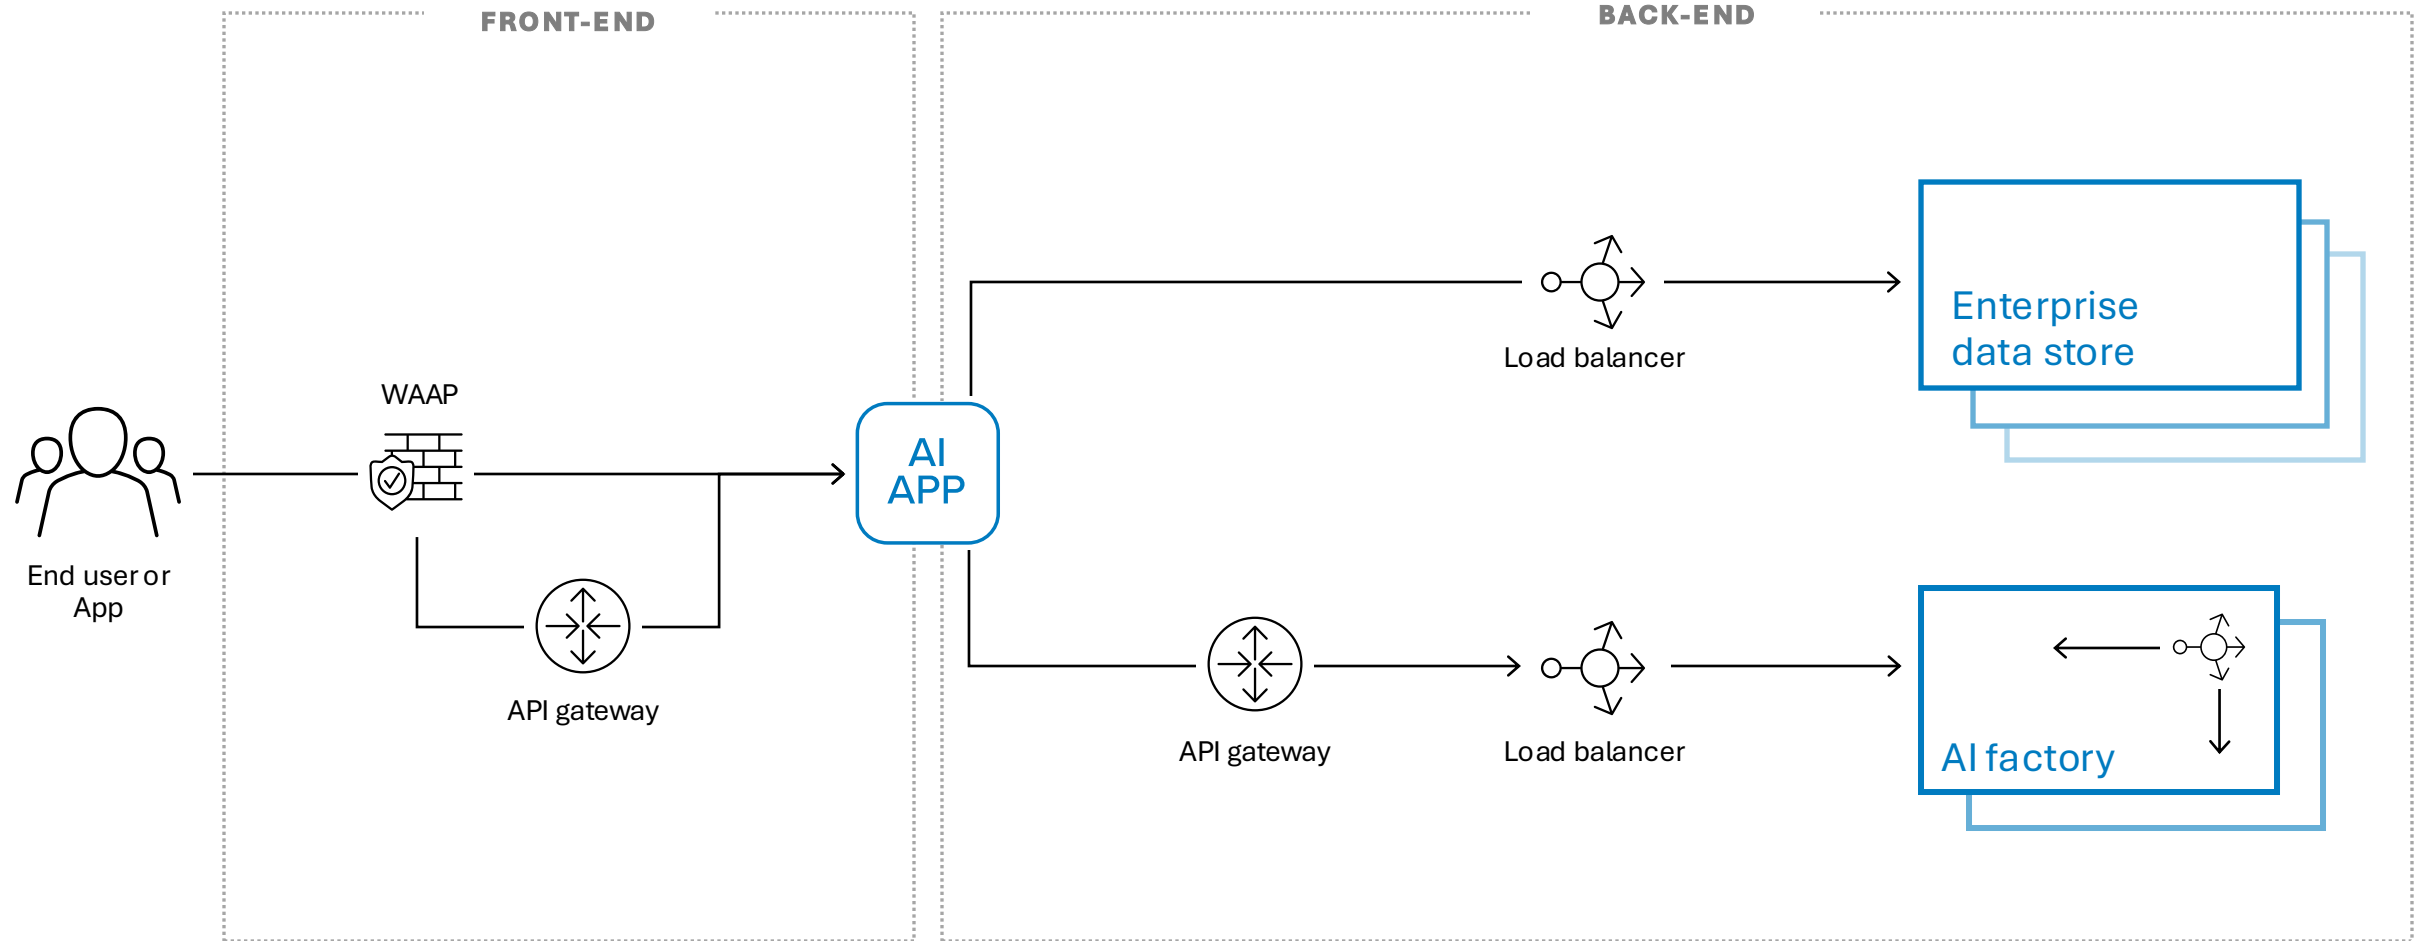 FRONT-END
BACK-END
WAAP
End user or
App
API gateway
AI
APP
Load balancer
Enterprise
data store
API gateway
Load balancer
AI factory